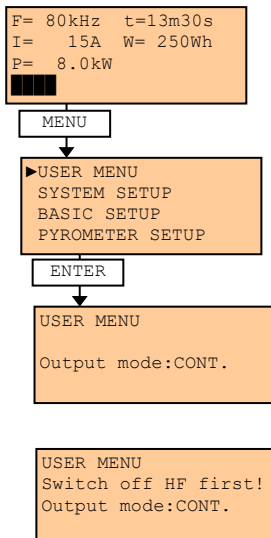 F= 80kHz t=13m30s
I= 15A W= 250Wh
P= 8.0kW
MENU
►USER MENU
SYSTEM SETUP
BASIC SETUP
PYROMETER SETUP
ENTER
USER MENU
Output mode:CONT.
USER MENU
Switch off HF first!
Output mode:CONT.